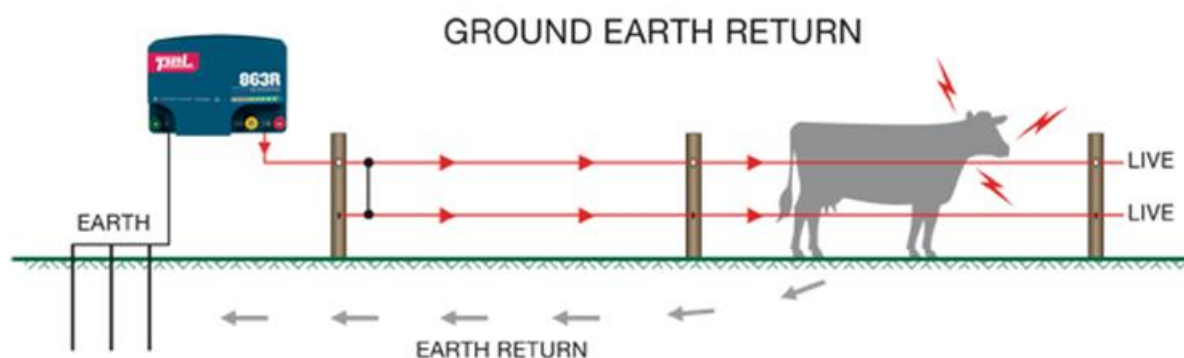 GROUND EARTH RETURN
pel
863R
LIVE
LIVE
EARTH
EARTH RETURN